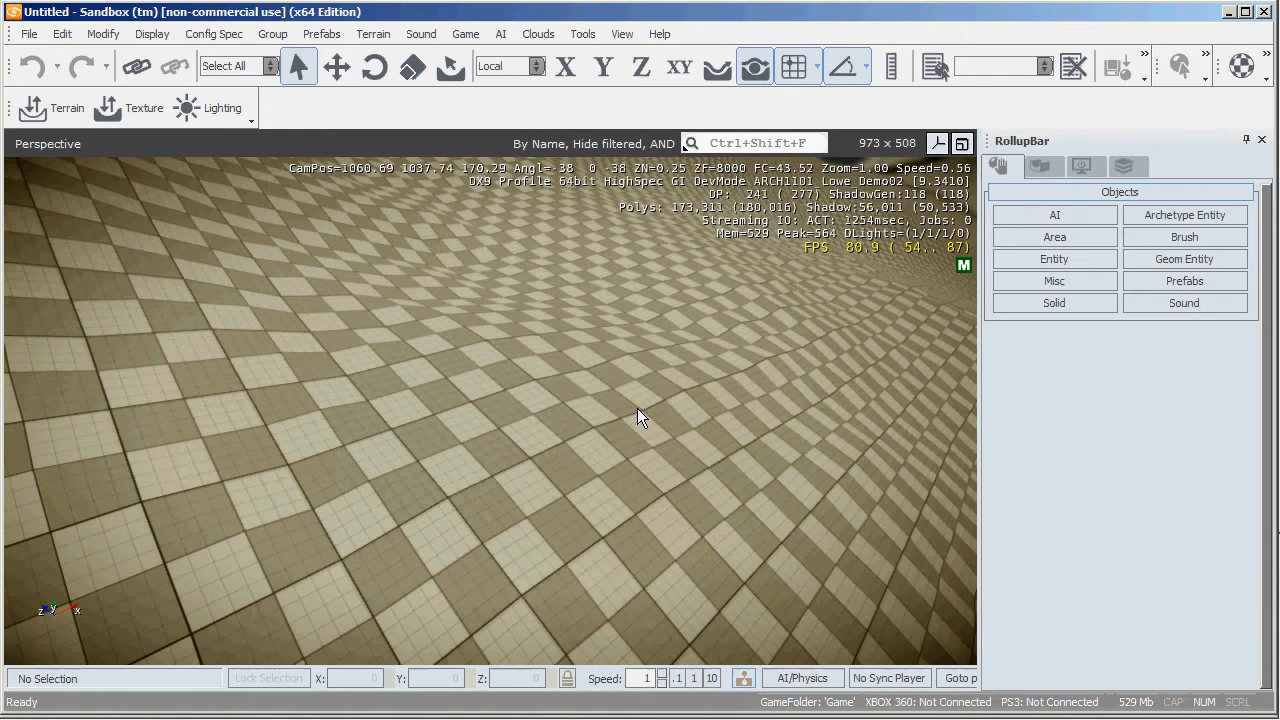 Untitled - Sandbox (tm) [non-commercial use] (x64 Edition)
File Edit Modify Display Config Spec Group Prefabs Terrain Sound Game AI Clouds Tools View Help
Select All Local X Y Z XY
Terrain Texture Lighting
Perspective By Name, Hide filtered, AND Ctrl+Shift+F 973 x 508
CamPos=1060.69 1037.74 170.29 Angle=-38 0 -38 ZN=0.25 ZF=8000 FC=43.52 Zoom=1.00 Speed=0.56
DX9 Profile 64bit HighSpec GI DevMode ARCH11D1_Lowe_Demo02 [9.3410]
DP: 241 ( 277) ShadowGen:118 (118)
Polys: 173,311 (180,016) Shadow:56,011 (50,533)
Streaming IO: ACT: 1254msec, Jobs: 0
Mem=529 Peak=564 DLights=(1/1/1/0)
FPS 80.9 ( 54.. 87)
M
RollupBar
Objects
AI Archetype Entity
Area Brush
Entity Geom Entity
Misc Prefabs
Solid Sound
z y x
No Selection Lock Selection X: 0 Y: 0 Z: 0 Speed: 1 .1 1 10 AI/Physics No Sync Player Goto p
Ready GameFolder: 'Game' XBOX 360: Not Connected PS3: Not Connected 529 Mb CAP NUM SCRL